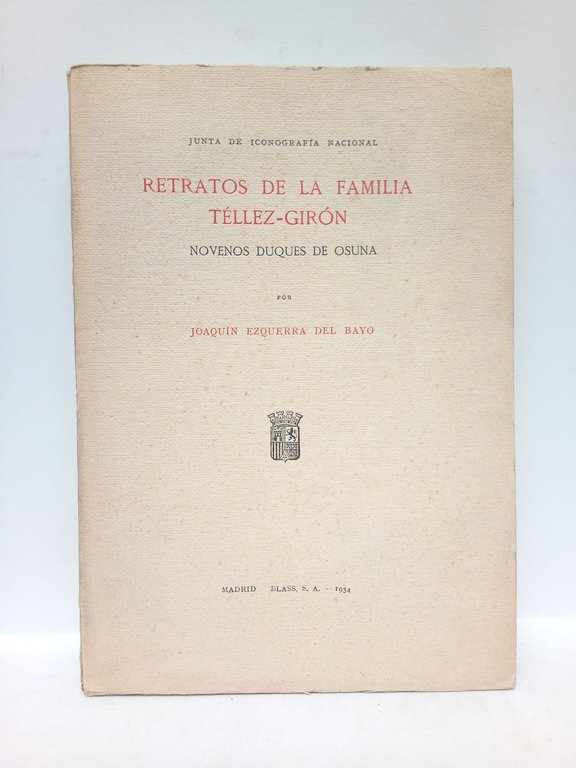 JUNTA DE ICONOGRAFÍA NACIONAL
RETRATOS DE LA FAMILIA
TÉLLEZ-GIRÓN
NOVENOS DUQUES DE OSUNA
POR
JOAQUÍN EZQUERRA DEL BAYO
MADRID BLASS, S. A. - 1934